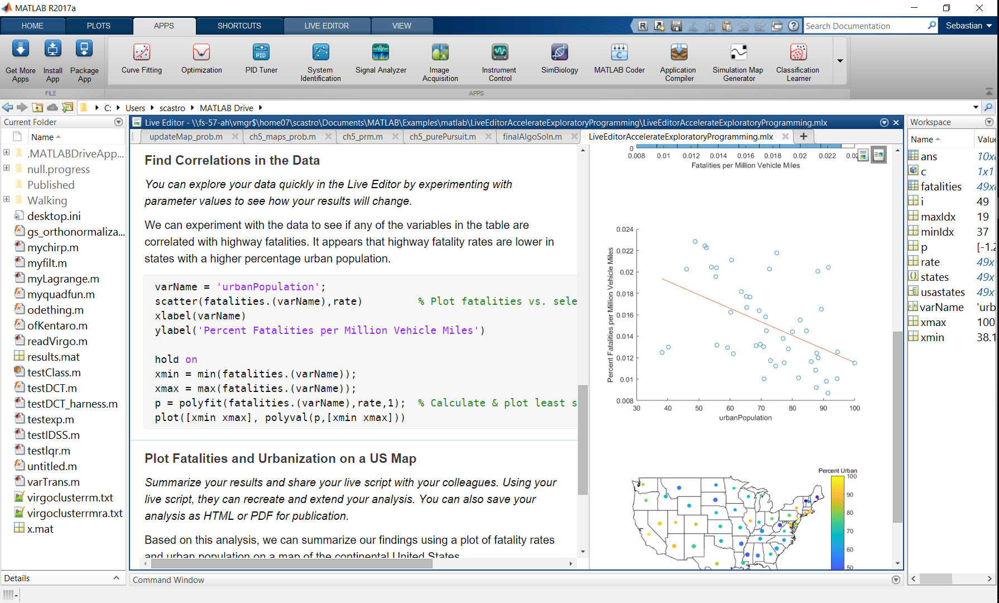 MATLAB R2017a
HOME
PLOTS
APPS
SHORTCUTS
LIVE EDITOR
VIEW
Search Documentation
Sebastian
Get More Apps
Install App
Package App
FILE
Curve Fitting
Optimization
PID Tuner
System Identification
Signal Analyzer
Image Acquisition
Instrument Control
SimBiology
MATLAB Coder
Application Compiler
Simulation Map Generator
Classification Learner
APPS
C:
Users
scastro
MATLAB Drive
Current Folder
Name
.MATLABDriveApp...
null.progress
Published
Walking
desktop.ini
gs_orthonormaliza...
mychirp.m
myfilt.m
myLagrange.m
myquadfun.m
odething.m
ofKentaro.m
readVirgo.m
results.mat
testClass.m
testDCT.m
testDCT_harness.m
testexp.m
testIDSS.m
testlqr.m
untitled.m
varTrans.m
virgoclusterrm.txt
virgoclusterrmra.txt
x.mat
Details
Live Editor - \\fs-57-ah\vmgr$\home07\scastro\Documents\MATLAB\Examples\matlab\LiveEditorAccelerateExploratoryProgramming\LiveEditorAccelerateExploratoryProgramming.mlx
updateMap_prob.m
ch5_maps_prob.m
ch5_prm.m
ch5_purePursuit.m
finalAlgoSoln.m
LiveEditorAccelerateExploratoryProgramming.mlx
Find Correlations in the Data
You can explore your data quickly in the Live Editor by experimenting with
parameter values to see how your results will change.
We can experiment with the data to see if any of the variables in the table are
correlated with highway fatalities. It appears that highway fatality rates are lower in
states with a higher percentage urban population.
varName = 'urbanPopulation';
scatter(fatalities.(varName),rate) % Plot fatalities vs. sele
xlabel(varName)
ylabel('Percent Fatalities per Million Vehicle Miles')
hold on
xmin = min(fatalities.(varName));
xmax = max(fatalities.(varName));
p = polyfit(fatalities.(varName),rate,1); % Calculate & plot least s
plot([xmin xmax], polyval(p,[xmin xmax]))
Plot Fatalities and Urbanization on a US Map
Summarize your results and share your live script with your colleagues. Using your
live script, they can recreate and extend your analysis. You can also save your
analysis as HTML or PDF for publication.
Based on this analysis, we can summarize our findings using a plot of fatality rates
and urban population on a map of the continental United States.
0
0.008 0.01 0.012 0.014 0.016 0.018 0.02 0.022 0.02
Fatalities per Million Vehicle Miles
0.024
0.022
0.02
0.018
0.016
0.014
0.012
0.01
0.008
Percent Fatalities per Million Vehicle Miles
30 40 50 60 70 80 90 100
urbanPopulation
Percent Urban
100
90
80
70
60
50
Command Window
Workspace
Name Value
ans 10x
c 1x1
fatalities 49x
i 49
maxIdx 19
minIdx 37
p [-1.2
rate 49x
states 49x
usastates 49x
varName 'urb
xmax 100
xmin 38.1